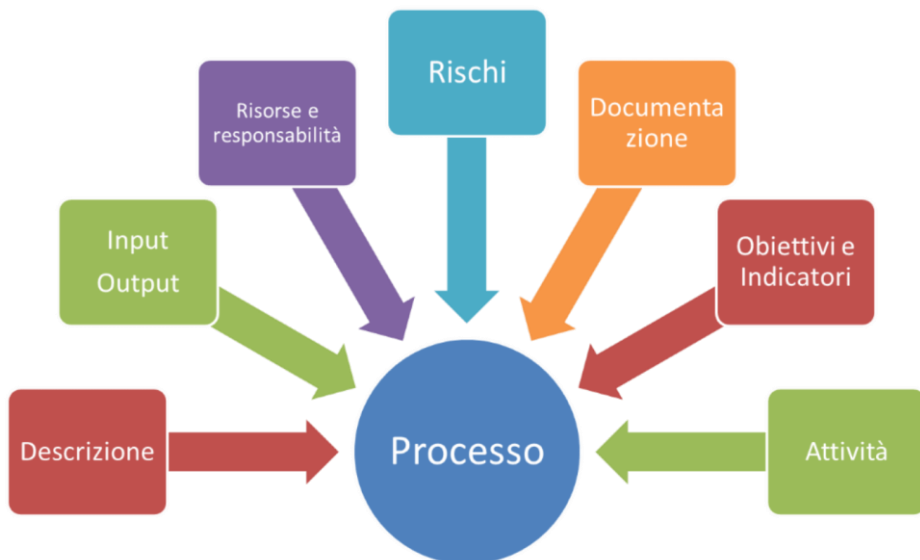 Rischi
Risorse e
responsabilità
Documenta
zione
Input
Output
Obiettivi e
Indicatori
Descrizione
Processo
Attività